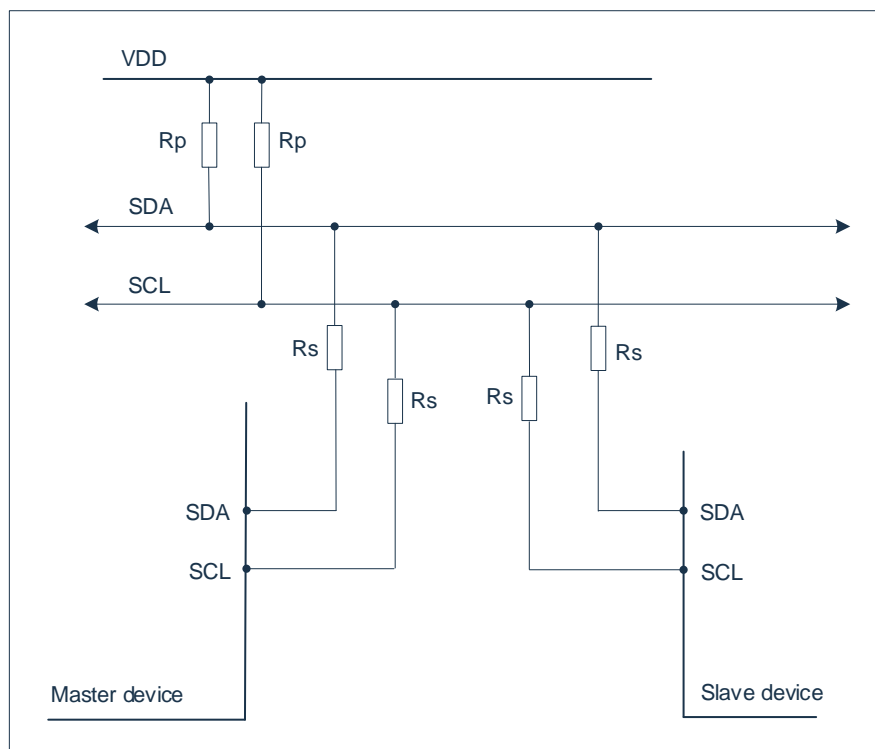 VDD
Rp
Rp
SDA
SCL
Rs
Rs
Rs
Rs
SDA
SDA
SCL
SCL
Master device
Slave device